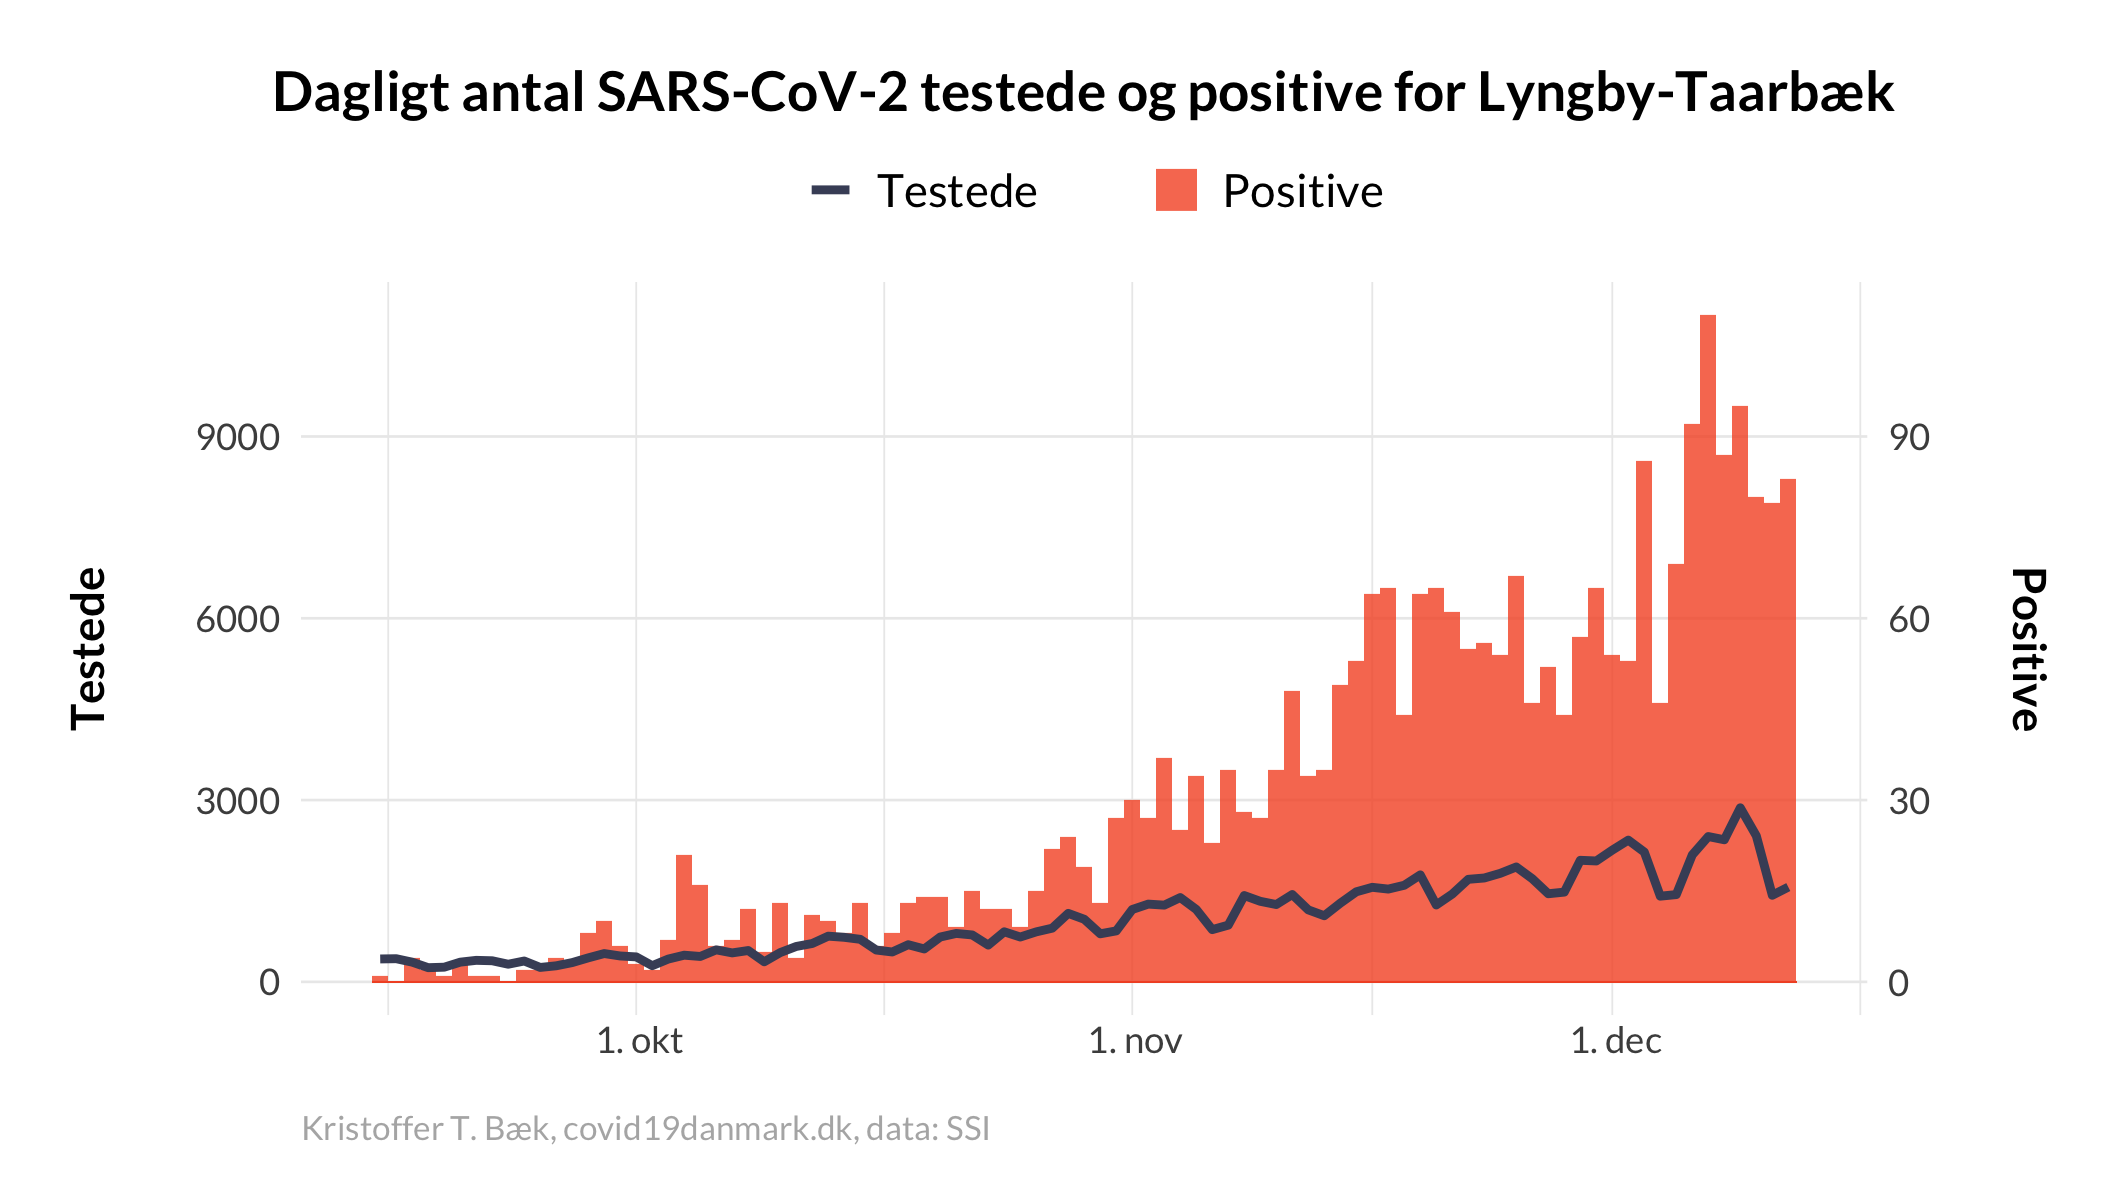 Dagligt antal SARS-CoV-2 testede og positive for Lyngby-Taarbæk
Testede
Positive
Testede
9000
6000
3000
0
90
60
30
0
Positive
1. okt
1. nov
1. dec
Kristoffer T. Bæk, covid19danmark.dk, data: SSI